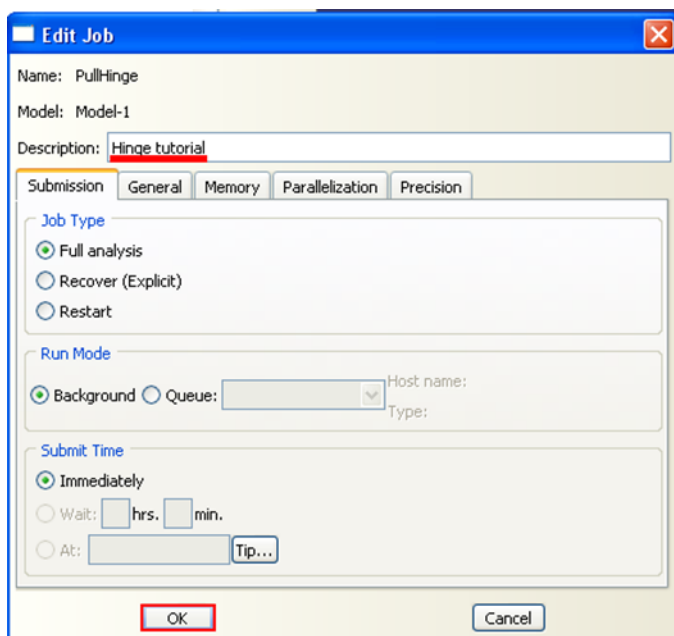 Edit Job
Name: PullHinge
Model: Model-1
Description: Hinge tutorial
Submission General Memory Parallelization Precision
Job Type
Full analysis
Recover (Explicit)
Restart
Run Mode
Background Queue: Host name:
Type:
Submit Time
Immediately
Wait: hrs. min.
At: Tip...
OK Cancel